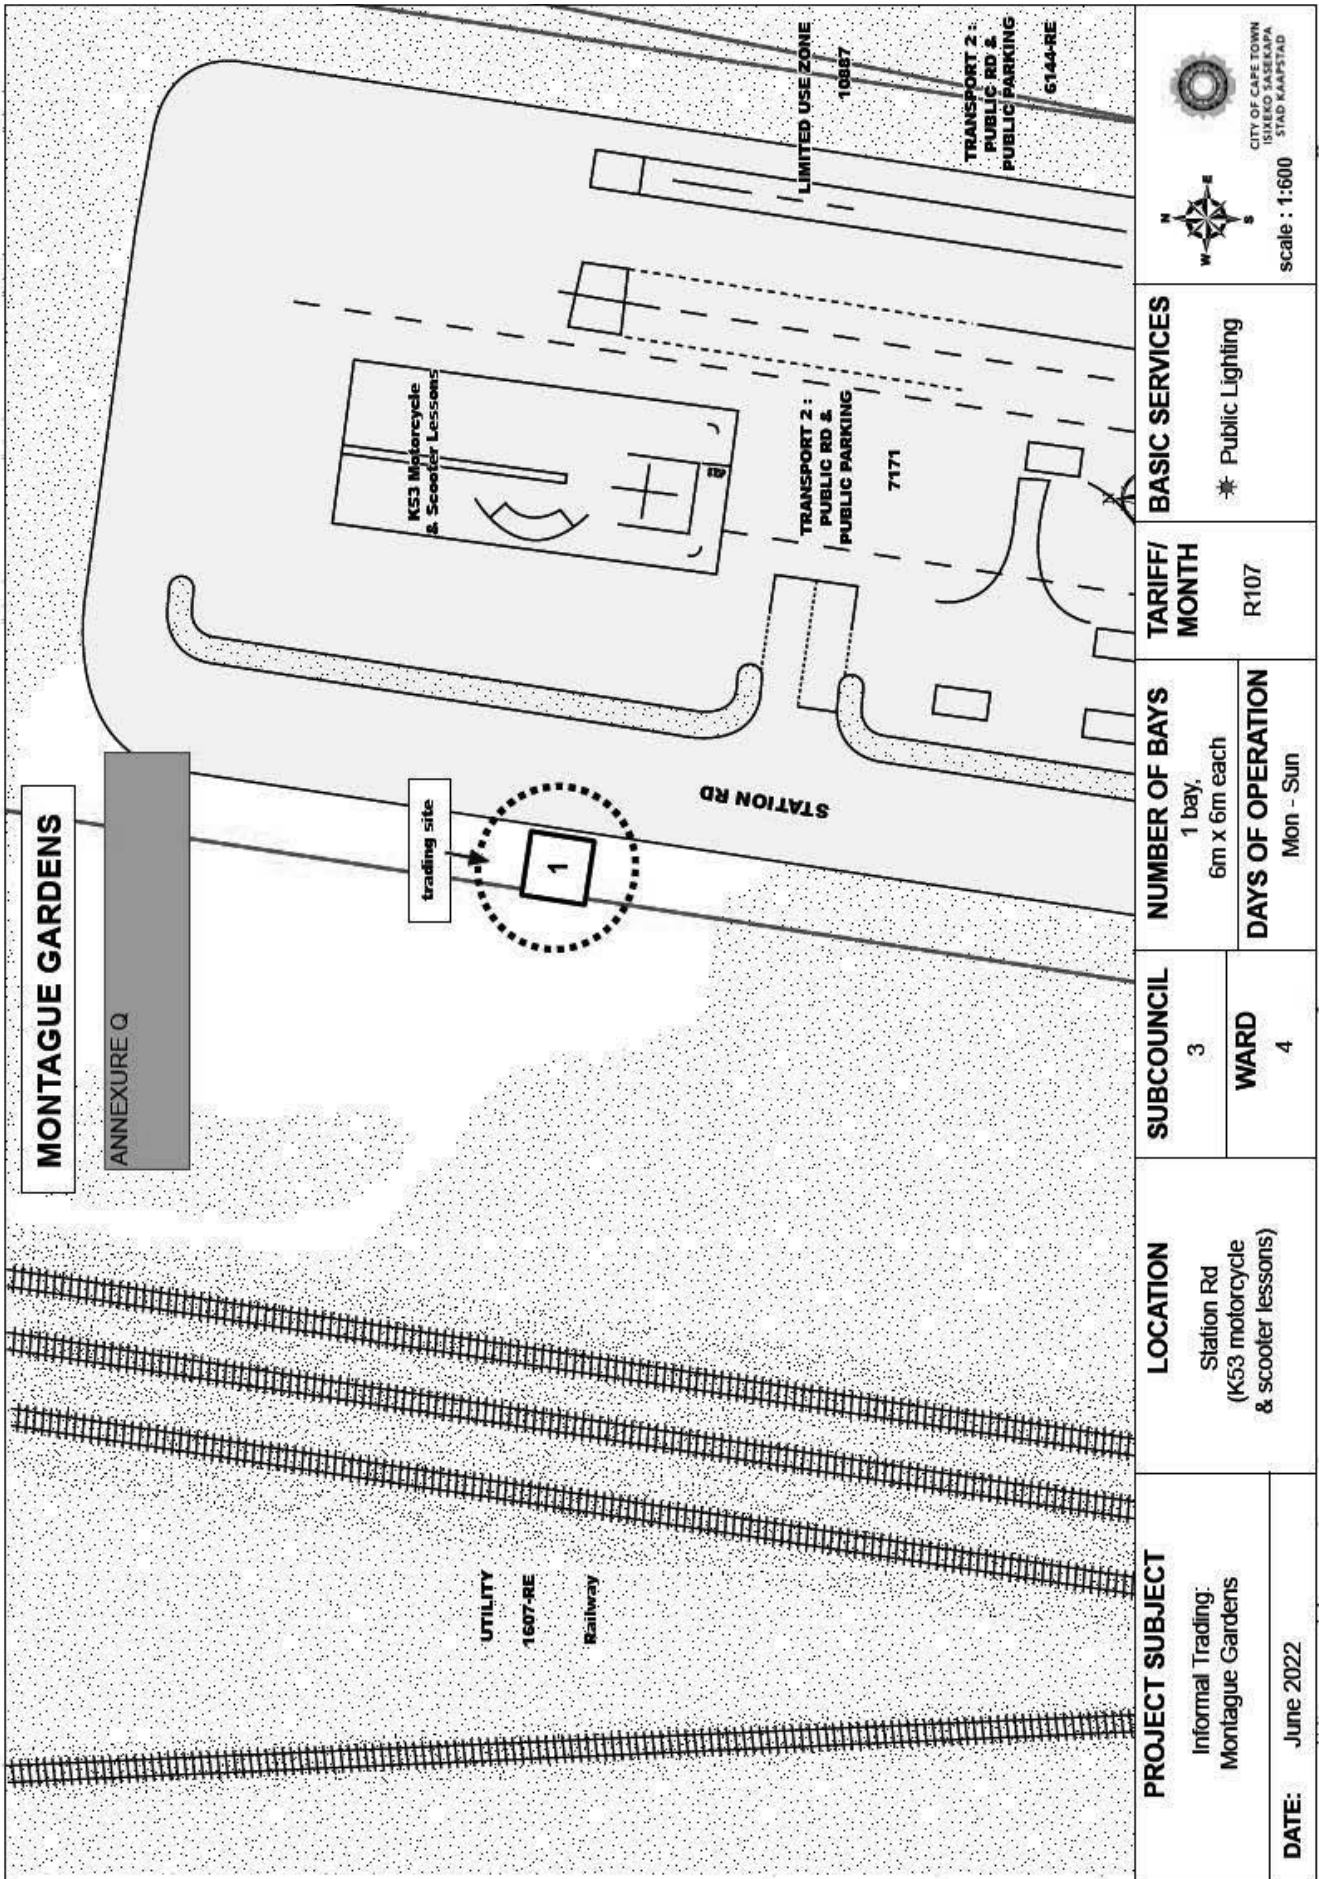 MONTAGUE GARDENS
ANNEXURE Q
trading site
1
STATION RD
K53 Motorcycle
& Scooter Lessons
LIMITED USE ZONE
10887
TRANSPORT 2 :
PUBLIC RD &
PUBLIC PARKING
6144-RE
TRANSPORT 2 :
PUBLIC RD &
PUBLIC PARKING
7171
UTILITY
1607-RE
Railway
PROJECT SUBJECT
Informal Trading:
Montague Gardens
DATE: June 2022
LOCATION
Station Rd
(K53 motorcycle
& scooter lessons)
SUBCOUNCIL
3
WARD
4
NUMBER OF BAYS
1 bay,
6m x 6m each
DAYS OF OPERATION
Mon - Sun
TARIFF/
MONTH
R107
BASIC SERVICES
Public Lighting
N
W
E
S
scale : 1:600
CITY OF CAPE TOWN
ISIXEKO SASEKAPA
STAD KAAPSTAD